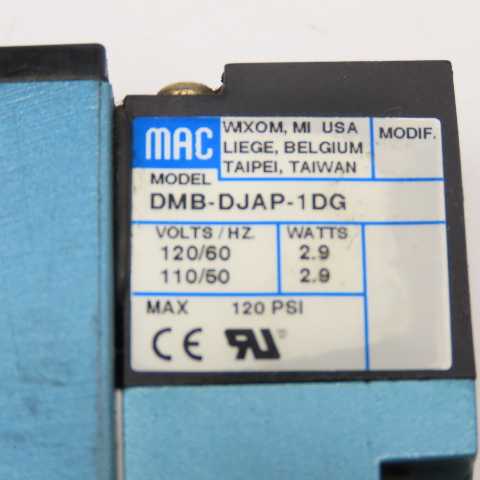 MAC
WIXOM, MI USA
LIEGE, BELGIUM
TAIPEI, TAIWAN
MODIF.
MODEL
DMB-DJAP-1DG
VOLTS / HZ. WATTS
120/60 2.9
110/50 2.9
MAX 120 PSI
CE RU